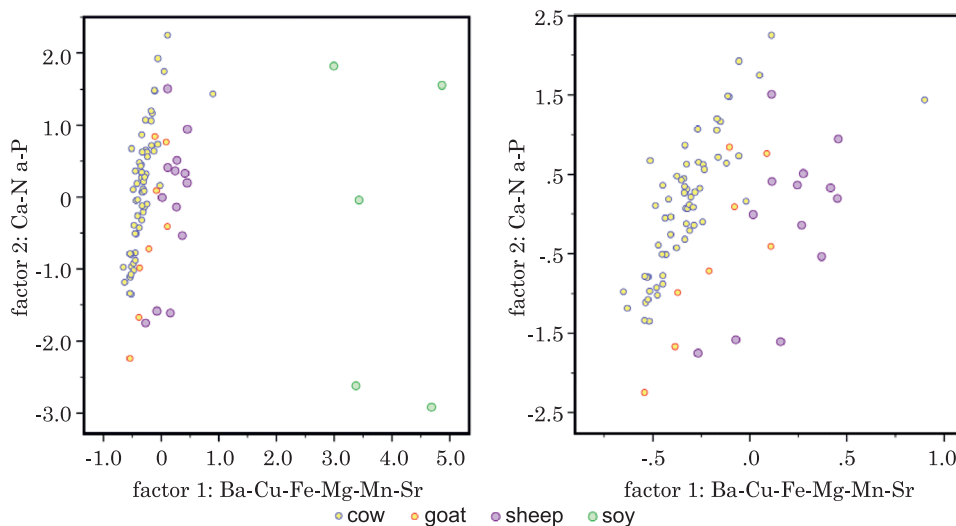 2.0
1.0
0
-1.0
-2.0
-3.0
factor 2: Ca-N a-P
-1.0 0 1.0 2.0 3.0 4.0 5.0
factor 1: Ba-Cu-Fe-Mg-Mn-Sr
2.5
1.5
.5
-.5
-1.5
-2.5
factor 2: Ca-N a-P
-.5 .0 .5 1.0
factor 1: Ba-Cu-Fe-Mg-Mn-Sr
cow goat sheep soy